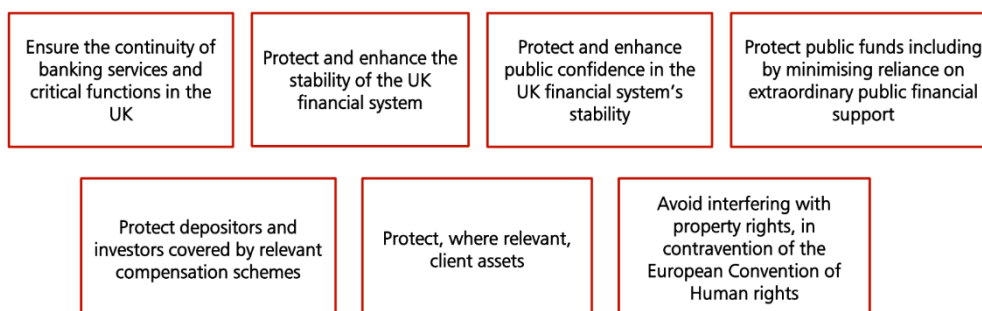 Ensure the continuity of
banking services and
critical functions in the
UK
Protect and enhance the
stability of the UK
financial system
Protect and enhance
public confidence in the
UK financial system's
stability
Protect public funds including
by minimising reliance on
extraordinary public financial
support
Protect depositors and
investors covered by relevant
compensation schemes
Protect, where relevant,
client assets
Avoid interfering with
property rights, in
contravention of the
European Convention of
Human rights